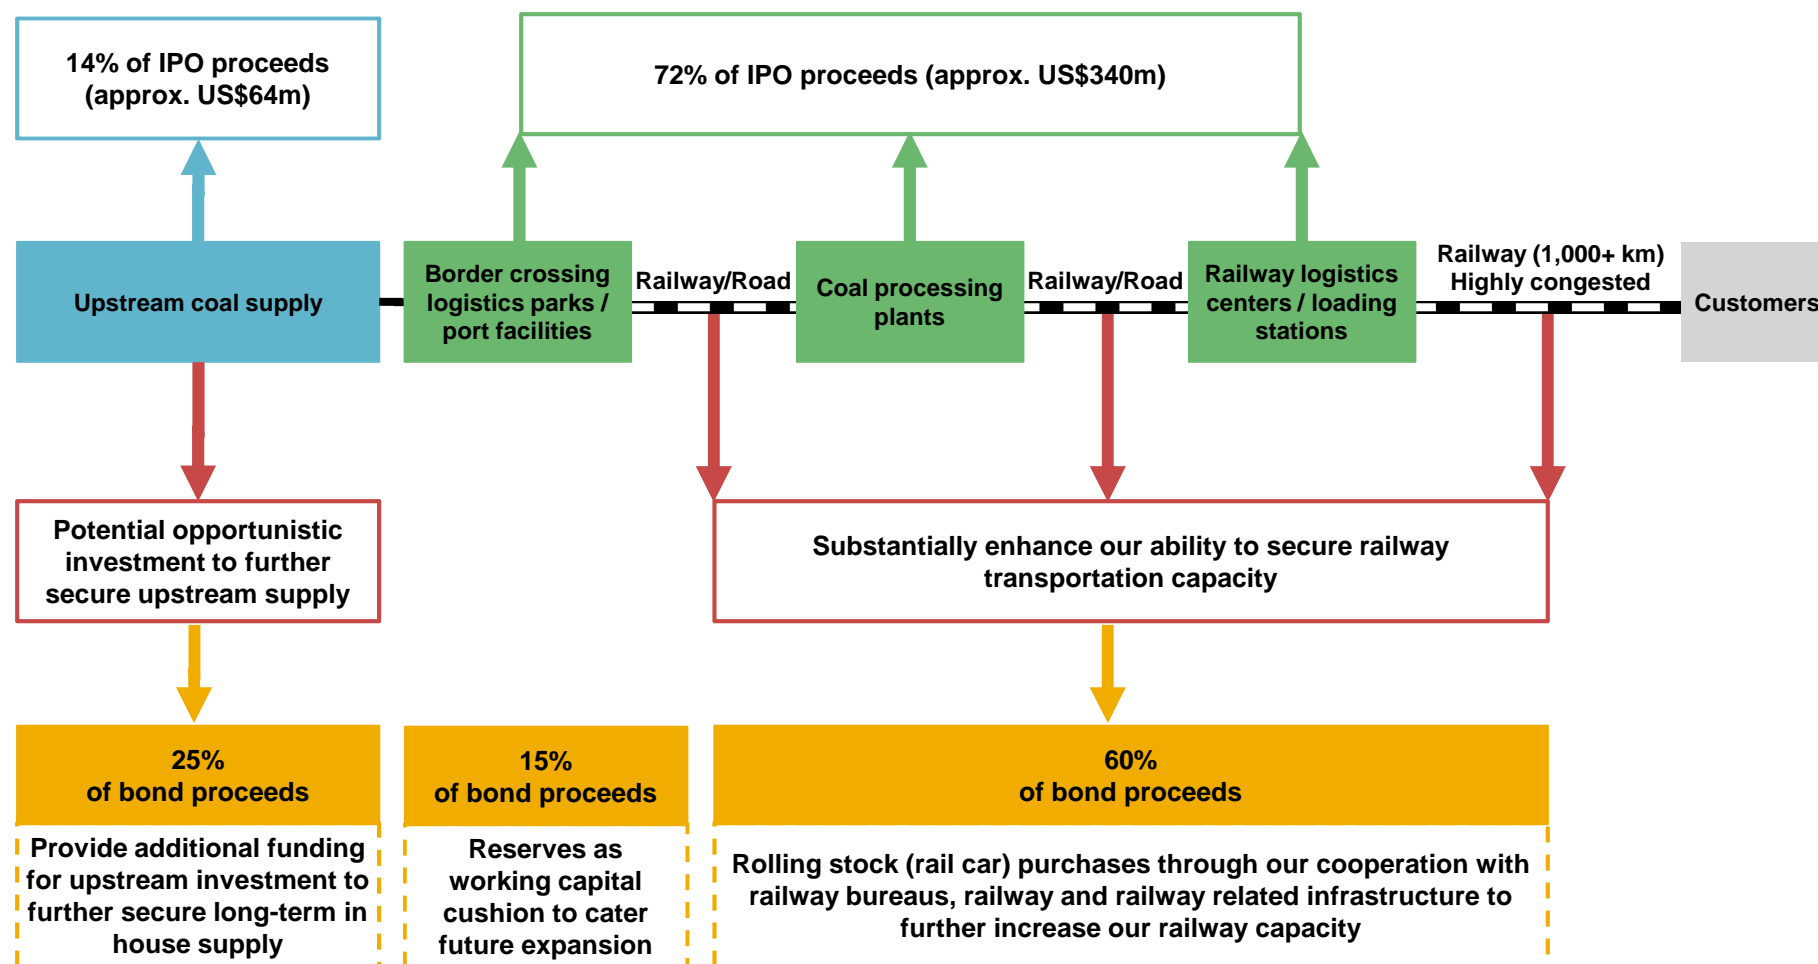 14% of IPO proceeds
(approx. US$64m)
72% of IPO proceeds (approx. US$340m)
Upstream coal supply
Border crossing
logistics parks /
port facilities
Railway/Road
Coal processing
plants
Railway/Road
Railway logistics
centers / loading
stations
Railway (1,000+ km)
Highly congested
Customers
Potential opportunistic
investment to further
secure upstream supply
Substantially enhance our ability to secure railway
transportation capacity
25%
of bond proceeds
15%
of bond proceeds
60%
of bond proceeds
Provide additional funding
for upstream investment to
further secure long-term in
house supply
Reserves as
working capital
cushion to cater
future expansion
Rolling stock (rail car) purchases through our cooperation with
railway bureaus, railway and railway related infrastructure to
further increase our railway capacity